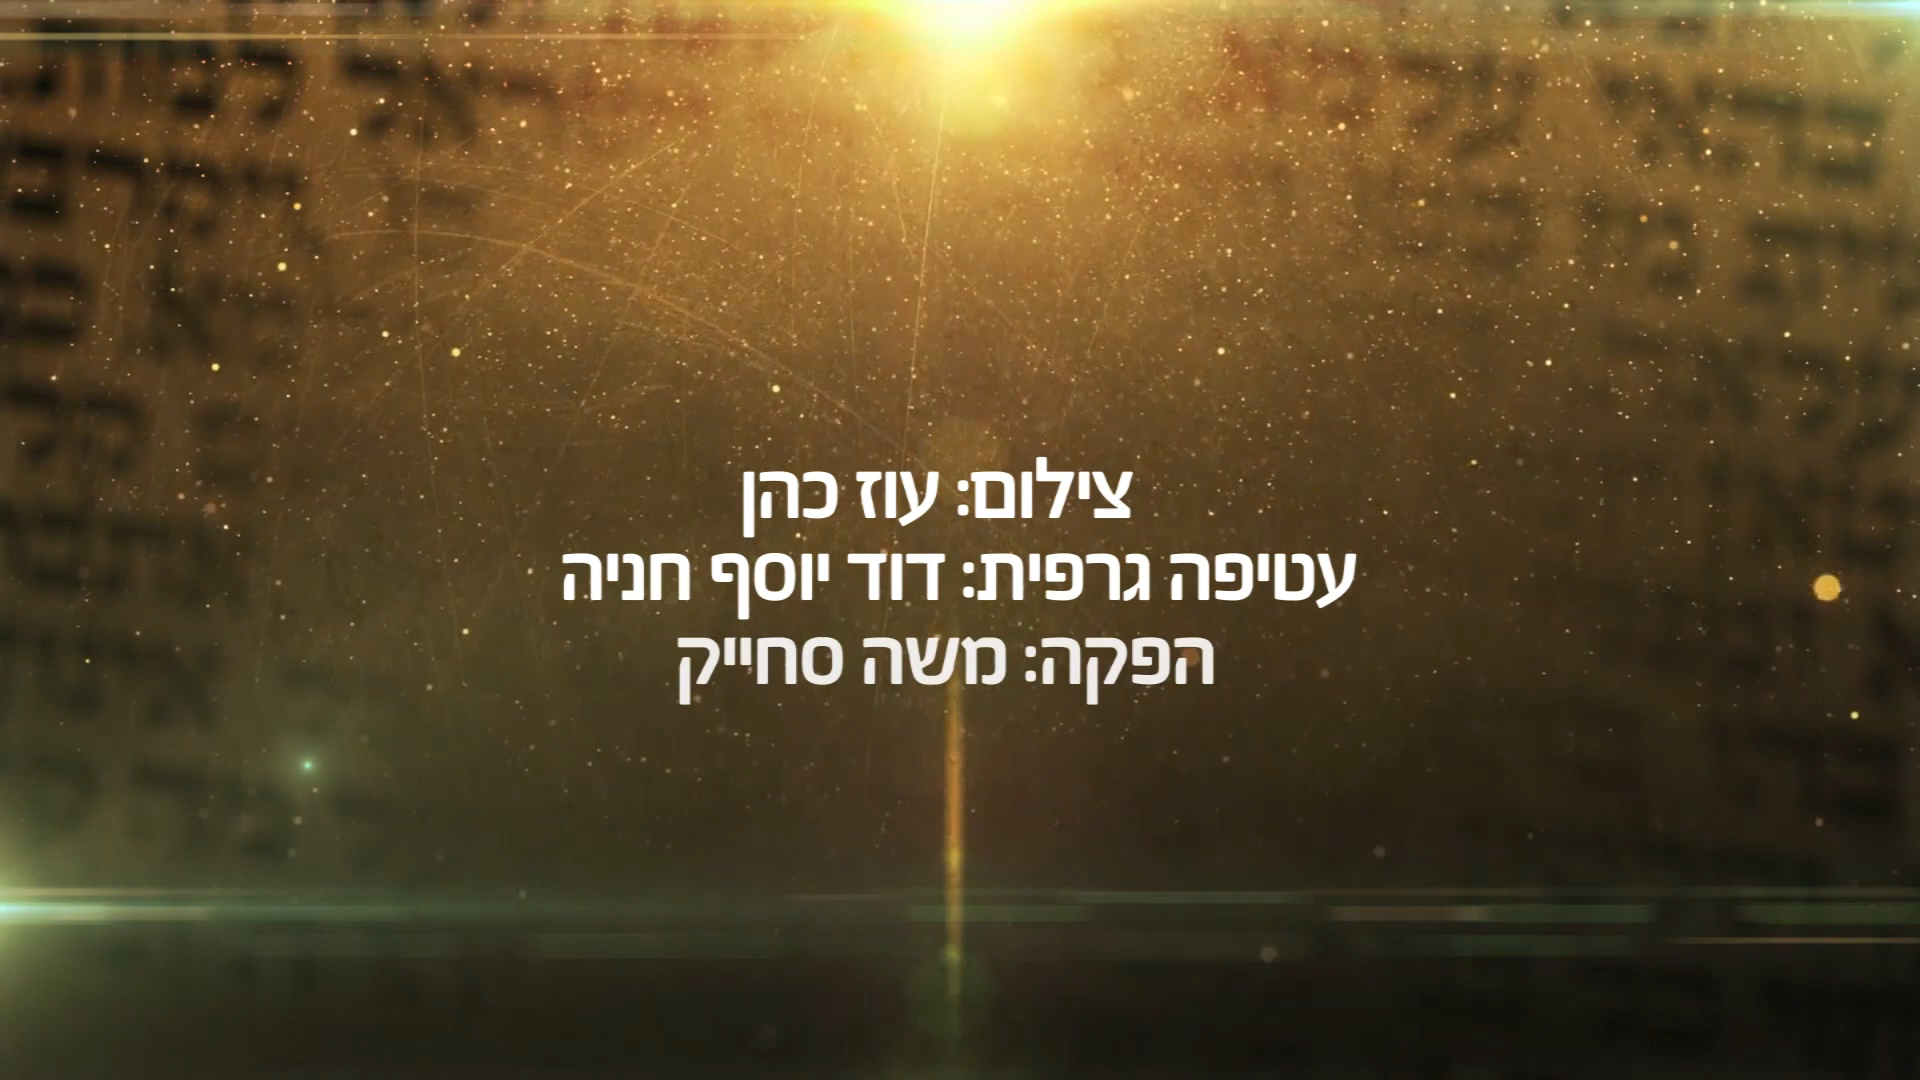 צילום: עוז כהן
עטיפה גרפית: דוד יוסף חניה
הפקה: משה סחייק